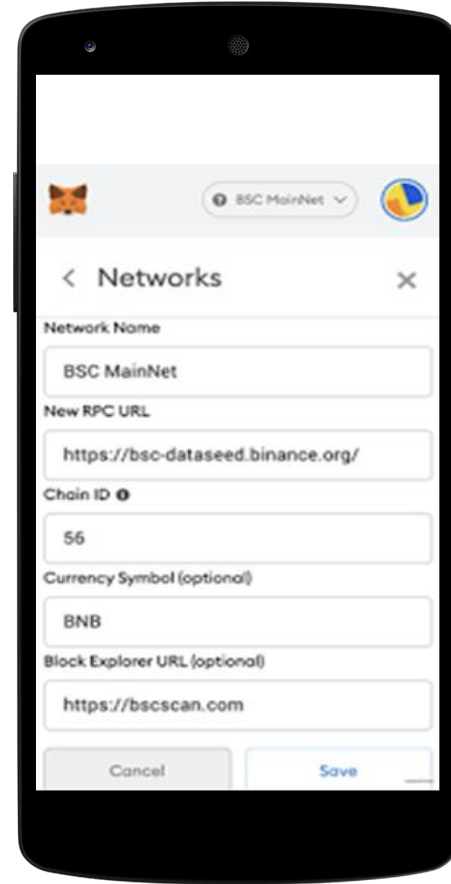 BSC MainNet
Networks
Network Name
BSC MainNet
New RPC URL
https://bsc-dataseed.binance.org/
Chain ID
56
Currency Symbol (optional)
BNB
Block Explorer URL (optional)
https://bscscan.com
Cancel
Save